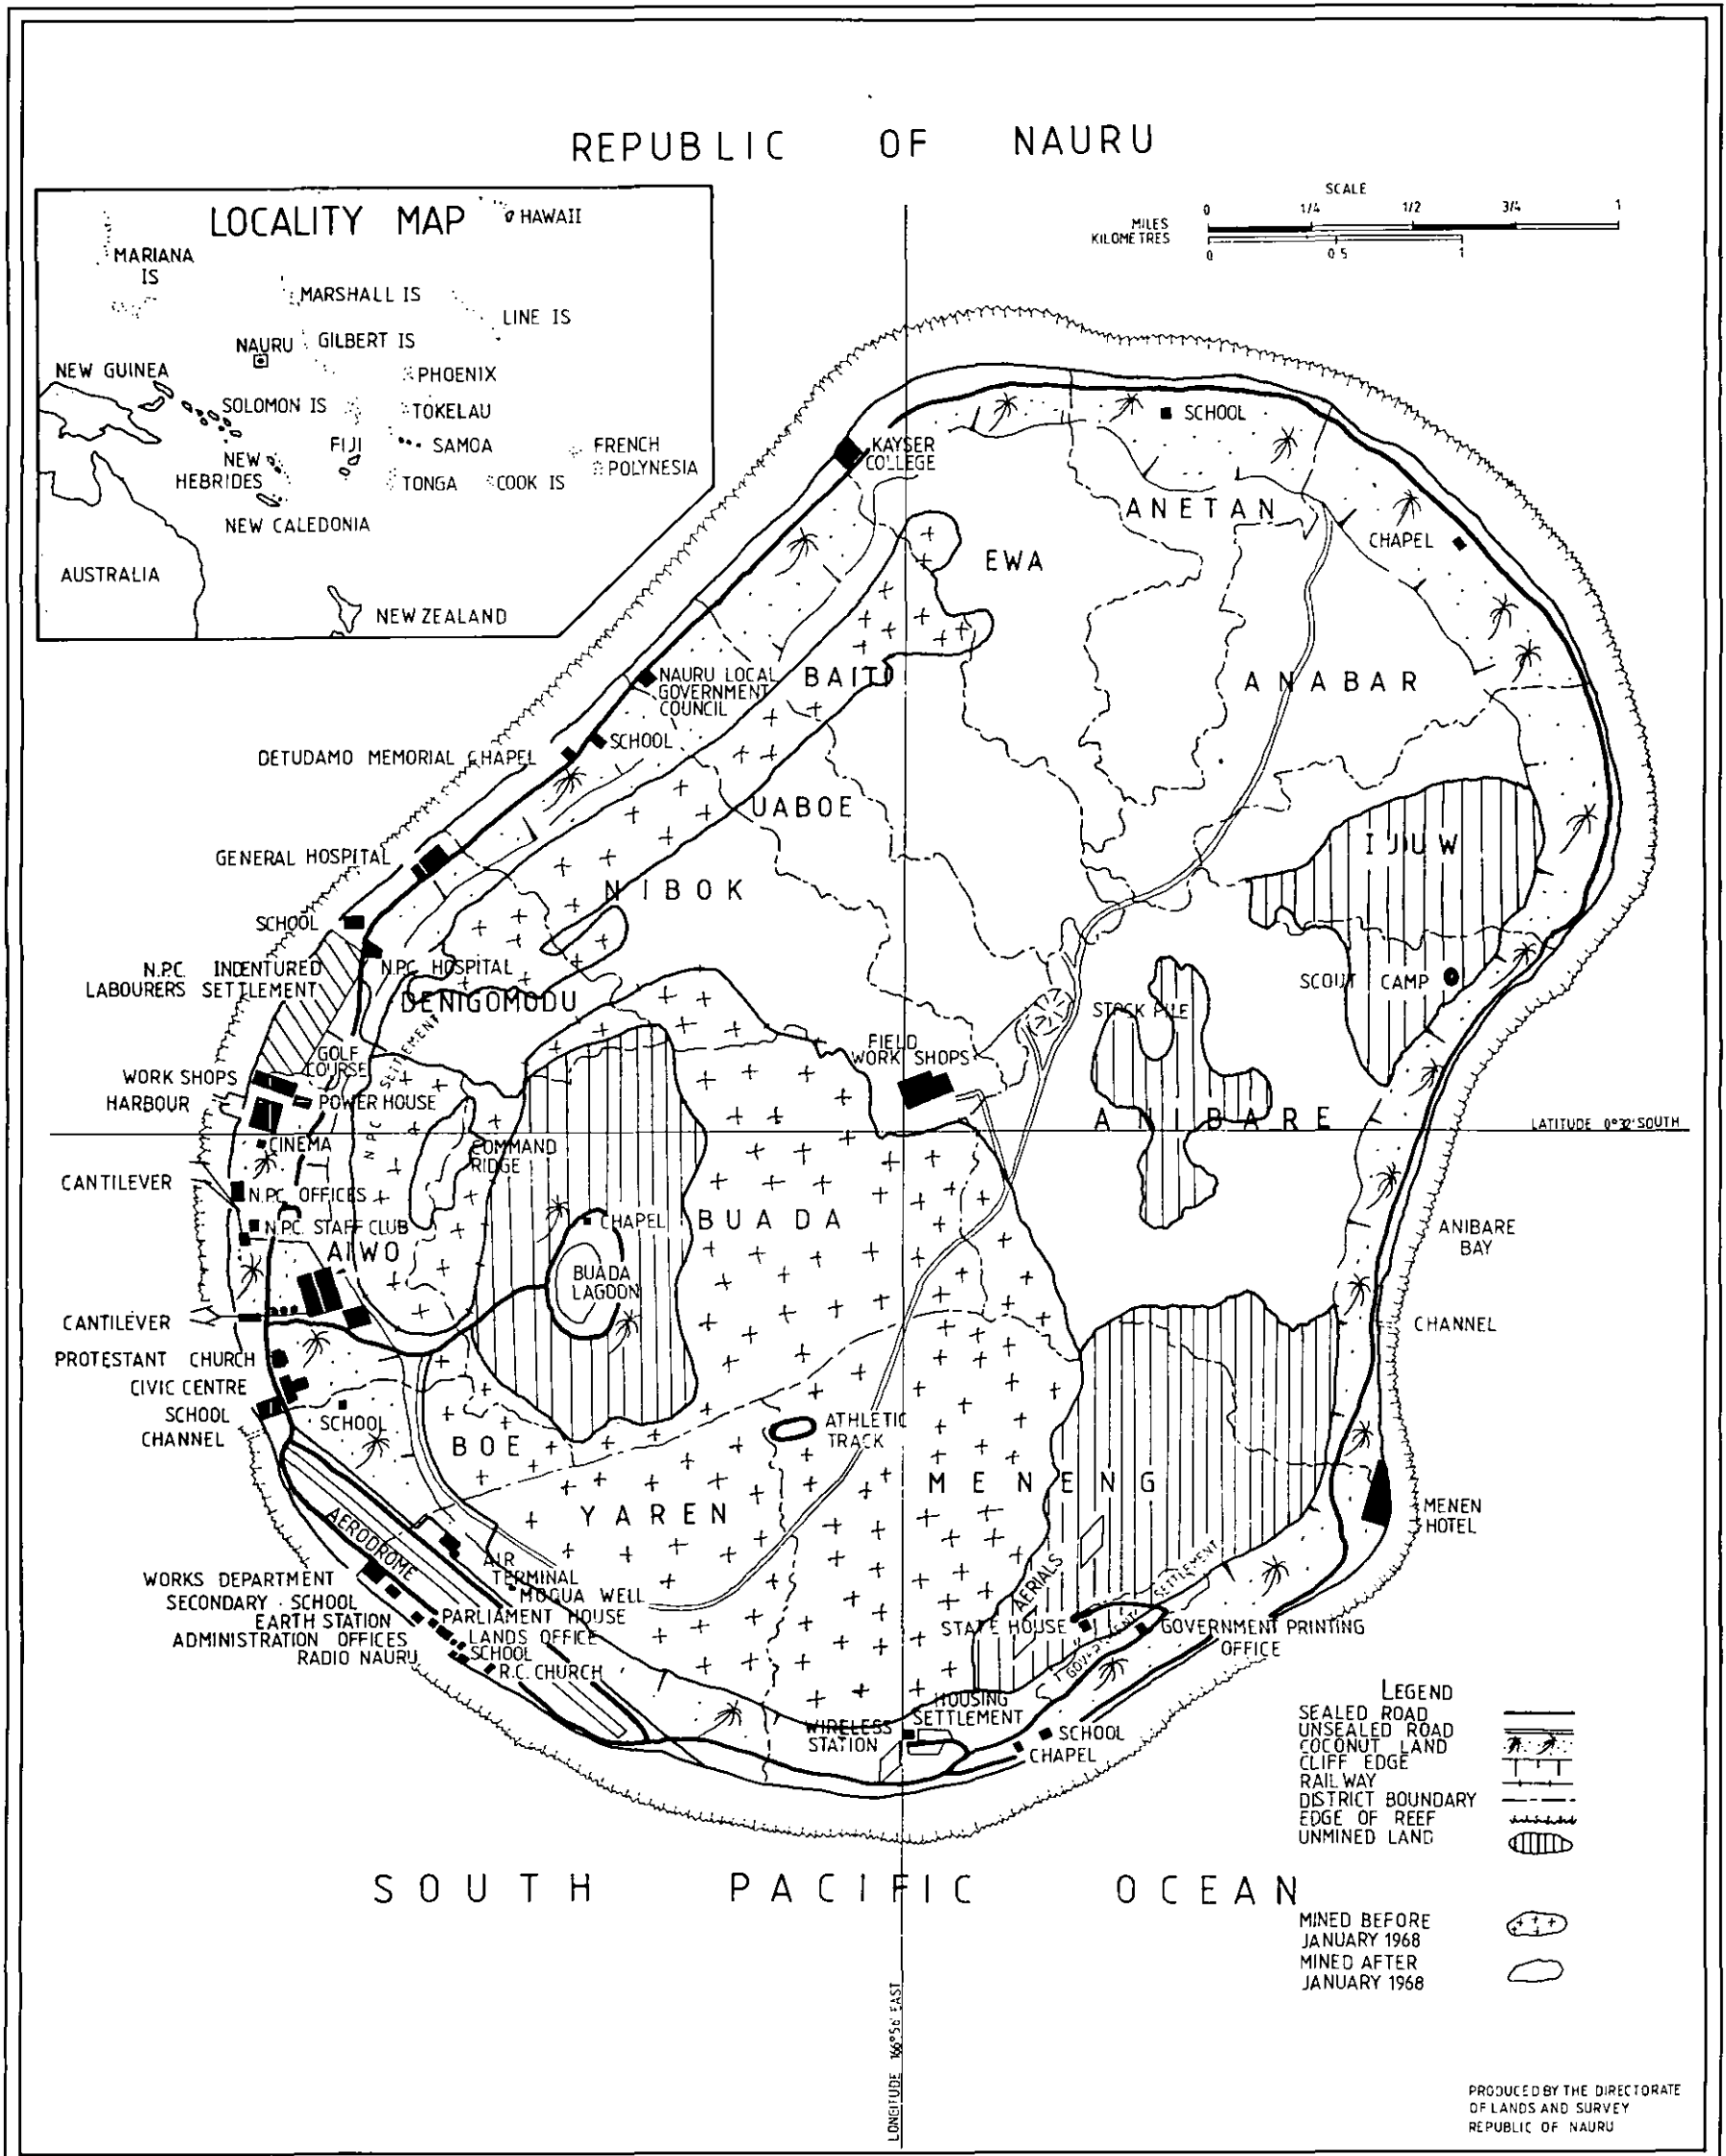 REPUBLIC OF NAURU
LOCALITY MAP
HAWAII
MARIANA
IS
MARSHALL IS
LINE IS
NAURU
GILBERT IS
NEW GUINEA
PHOENIX
SOLOMON IS
TOKELAU
FIJI
SAMOA
FRENCH
POLYNESIA
NEW
HEBRIDES
TONGA
COOK IS
NEW CALEDONIA
AUSTRALIA
NEW ZEALAND
SCALE
0 1/4 1/2 3/4 1
MILES
KILOMETRES
0 0 5 1
SCHOOL
KAYSER
COLLEGE
ANETAN
CHAPEL
EWA
NAURU LOCAL
GOVERNMENT
COUNCIL
BAITI
ANABAR
SCHOOL
DETUDAMO MEMORIAL CHAPEL
UABOE
IJUW
GENERAL HOSPITAL
NIBOK
SCHOOL
N.P.C. HOSPITAL
N.P.C. INDENTURED
LABOURERS SETTLEMENT
DENIGOMODU
SCOUT CAMP
STOCK PILE
FIELD
WORK SHOPS
GOLF
COURSE
N.P.C. SETTLEMENT
WORK SHOPS
HARBOUR
POWER HOUSE
ANIBARE
LATITUDE 0°32' SOUTH
CINEMA
COMMAND
RIDGE
CANTILEVER
N.P.C. OFFICES
N.P.C. STAFF CLUB
CHAPEL
BUADA
ANIBARE
BAY
AIWO
BUADA
LAGOON
CANTILEVER
CHANNEL
PROTESTANT CHURCH
CIVIC CENTRE
SCHOOL
CHANNEL
SCHOOL
ATHLETIC
TRACK
BOE
MENENG
YAREN
MENEN
HOTEL
AERODROME
AIR
TERMINAL
MOQUA WELL
WORKS DEPARTMENT
SECONDARY SCHOOL
EARTH STATION
ADMINISTRATION OFFICES
RADIO NAURU
PARLIAMENT HOUSE
LANDS OFFICE
SCHOOL
R.C. CHURCH
AERIALS
STATE HOUSE
GOVERNMENT SETTLEMENT
GOVERNMENT PRINTING
OFFICE
HOUSING
SETTLEMENT
WIRELESS
STATION
SCHOOL
CHAPEL
LEGEND
SEALED ROAD
UNSEALED ROAD
COCONUT LAND
CLIFF EDGE
RAILWAY
DISTRICT BOUNDARY
EDGE OF REEF
UNMINED LAND
MINED BEFORE
JANUARY 1968
MINED AFTER
JANUARY 1968
SOUTH PACIFIC OCEAN
LONGITUDE 166°56' EAST
PRODUCED BY THE DIRECTORATE
OF LANDS AND SURVEY
REPUBLIC OF NAURU